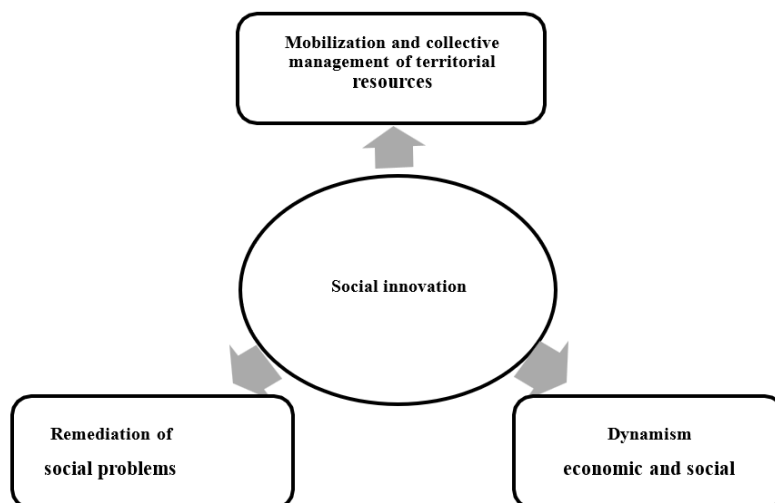 Mobilization and collective
management of territorial
resources
Social innovation
Remediation of
social problems
Dynamism
economic and social